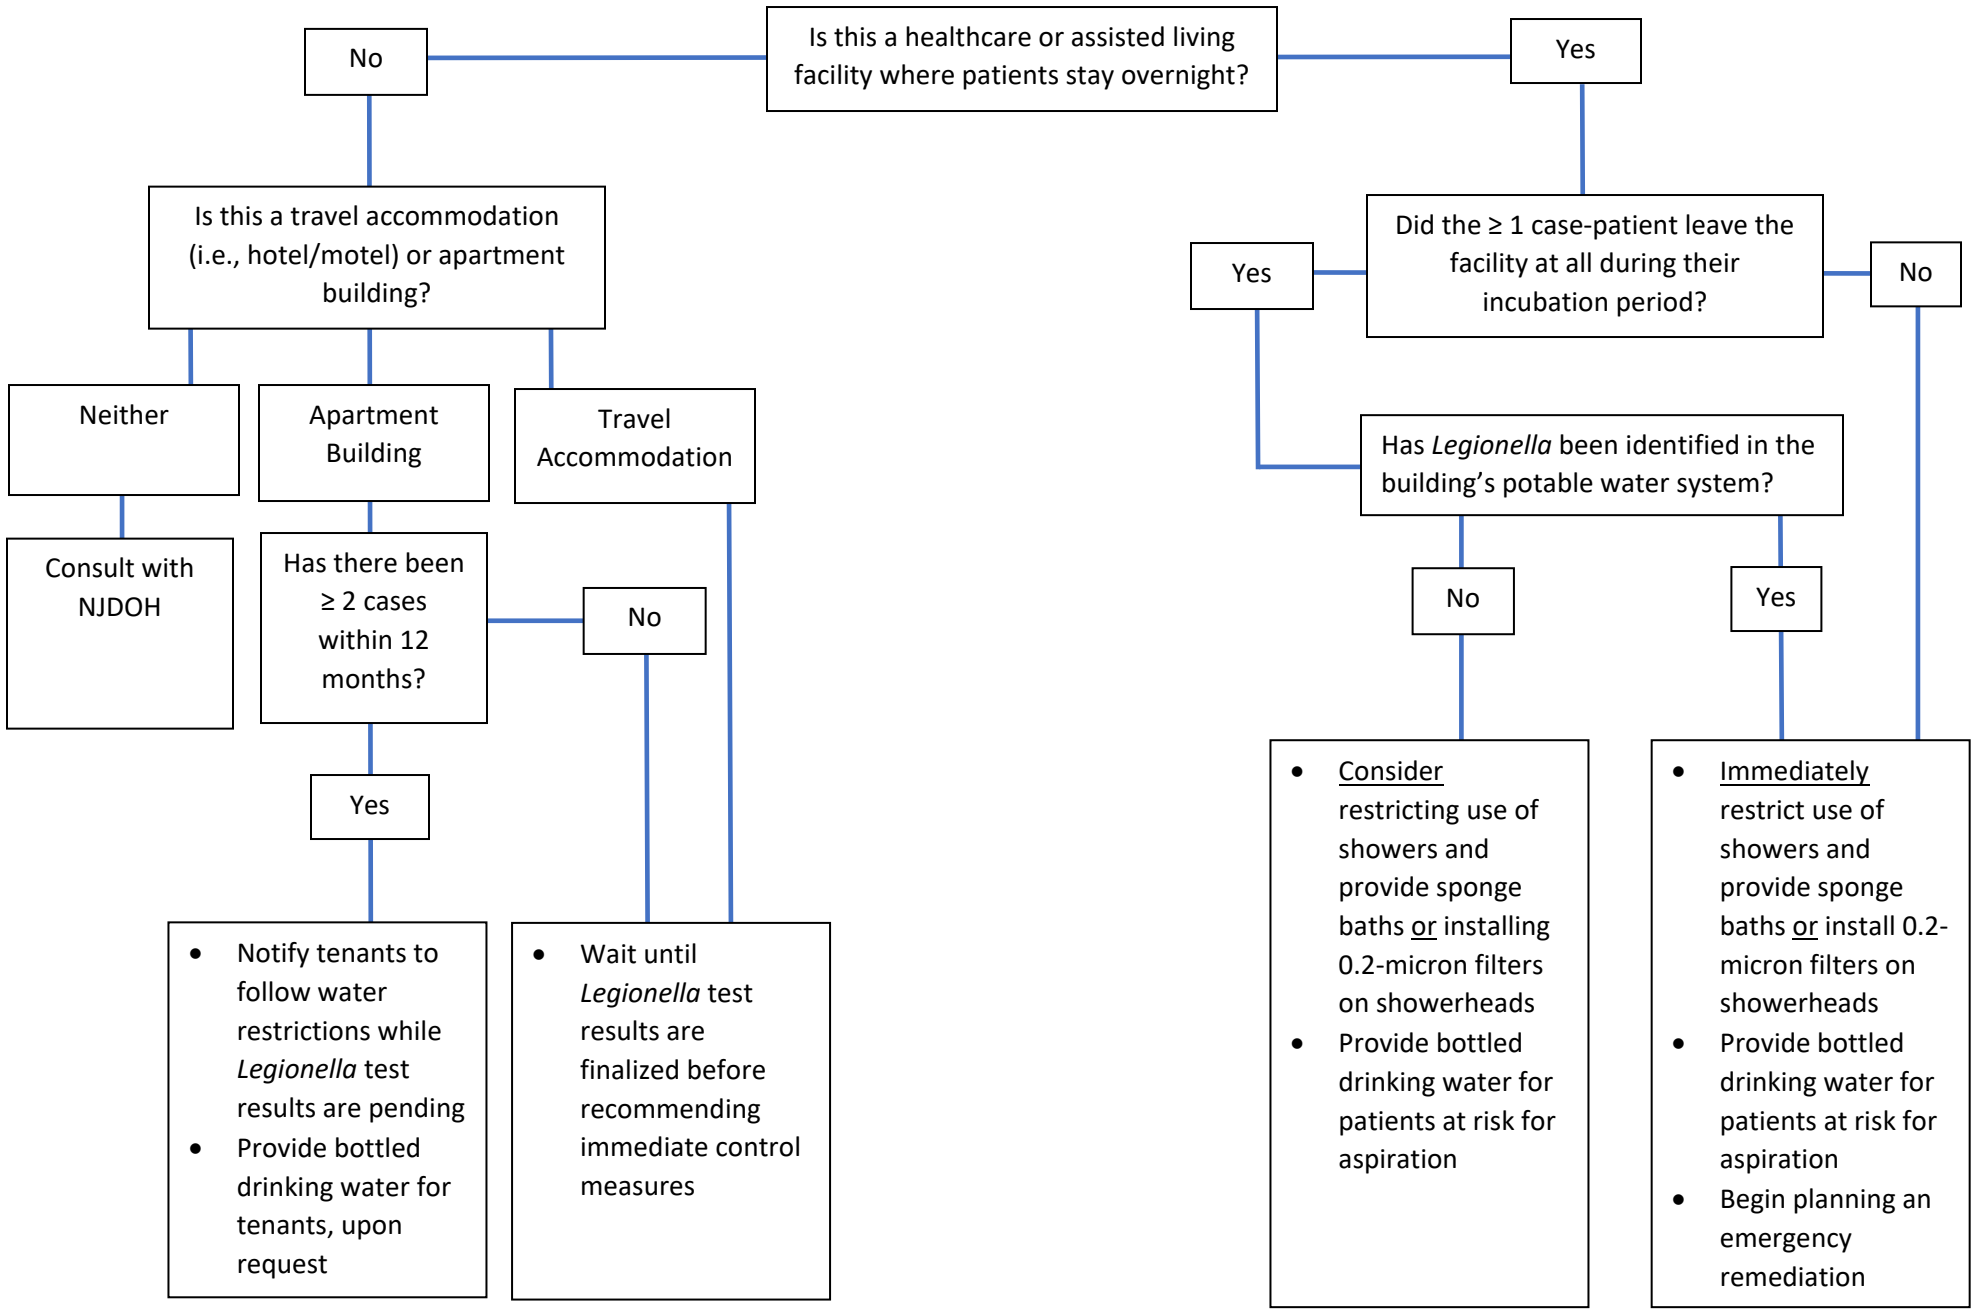 Is this a healthcare or assisted living
facility where patients stay overnight?
No
Yes
Is this a travel accommodation
(i.e., hotel/motel) or apartment
building?
Did the ≥ 1 case-patient leave the
facility at all during their
incubation period?
Yes
No
Neither
Apartment
Building
Travel
Accommodation
Has Legionella been identified in the
building’s potable water system?
Consult with
NJDOH
Has there been
≥ 2 cases
within 12
months?
No
No
Yes
Yes
• Notify tenants to
follow water
restrictions while
Legionella test
results are pending
• Provide bottled
drinking water for
tenants, upon
request
• Wait until
Legionella test
results are
finalized before
recommending
immediate control
measures
• Consider
restricting use of
showers and
provide sponge
baths or installing
0.2-micron filters
on showerheads
• Provide bottled
drinking water for
patients at risk for
aspiration
• Immediately
restrict use of
showers and
provide sponge
baths or install 0.2-
micron filters on
showerheads
• Provide bottled
drinking water for
patients at risk for
aspiration
• Begin planning an
emergency
remediation